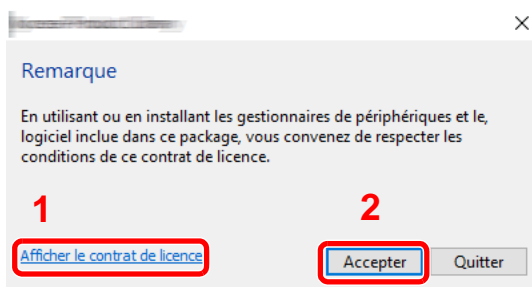 Remarque
En utilisant ou en installant les gestionnaires de périphériques et le,
logiciel inclue dans ce package, vous convenez de respecter les
conditions de ce contrat de licence.
1
2
Afficher le contrat de licence
Accepter
Quitter